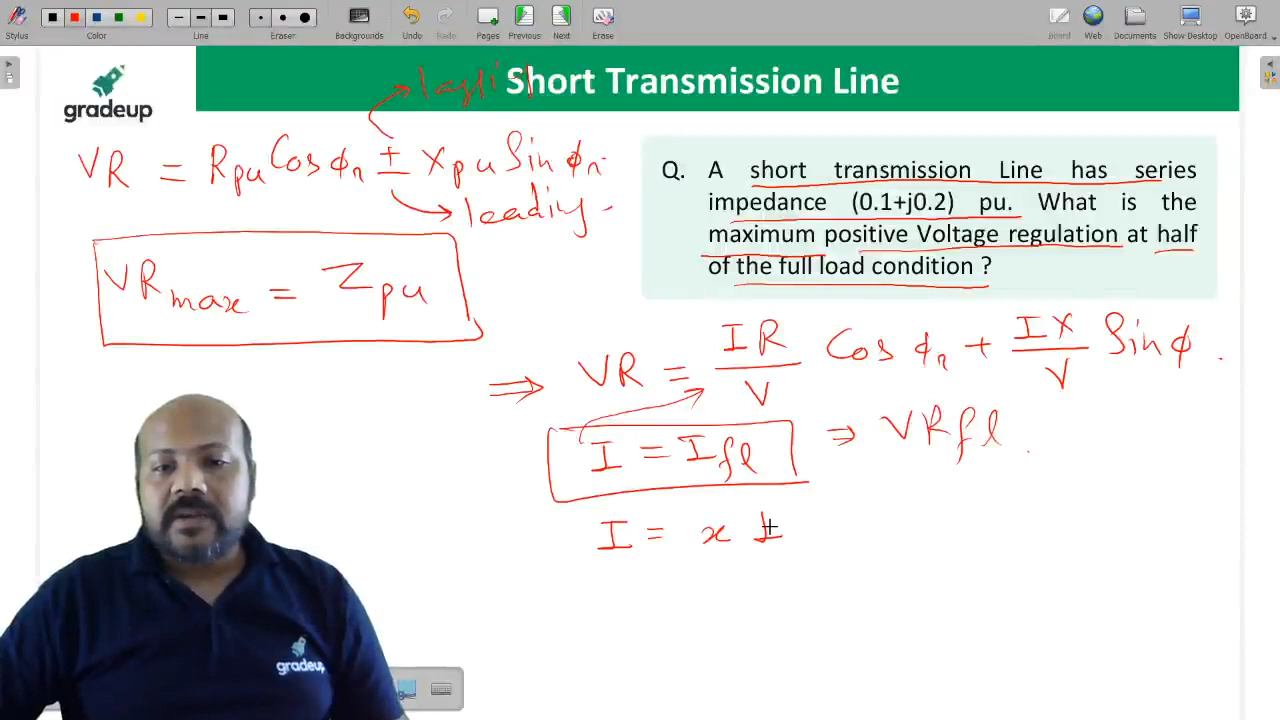 Stylus Color Line Eraser Backgrounds Undo Redo Pages Previous Next Erase Board Web Documents Show Desktop OpenBoard
gradeup
Short Transmission Line
lagging
VR = Rpu Cos φn ± Xpu Sin φn.
leading.
VRmax = Zpu
Q. A short transmission Line has series
impedance (0.1+j0.2) pu. What is the
maximum positive Voltage regulation at half
of the full load condition ?
⇒ VR = IR/V Cos φn + IX/V Sin φ.
I = Ifl ⇒ VRfl
I = x I
gradeup